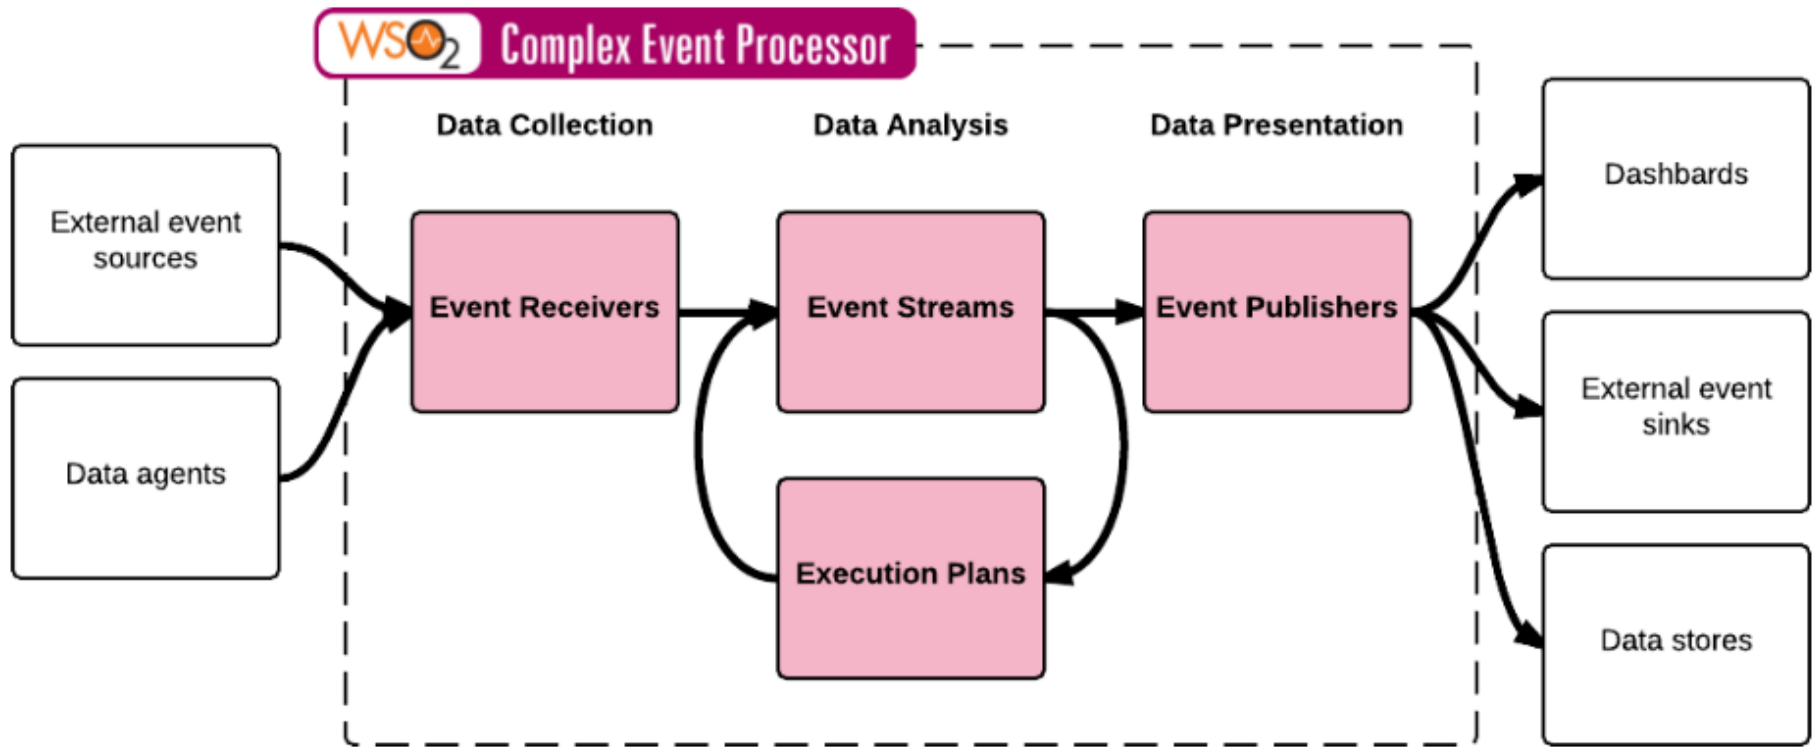 WSO2 Complex Event Processor
Data Collection
Data Analysis
Data Presentation
External event
sources
Data agents
Event Receivers
Event Streams
Event Publishers
Execution Plans
Dashbards
External event
sinks
Data stores